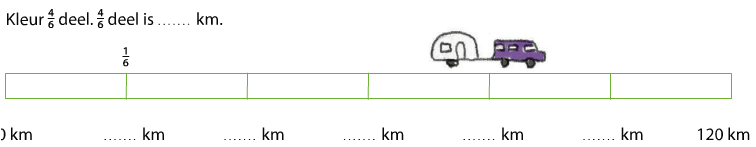 Kleur 4/6 deel. 4/6 deel is ....... km.
1/6
0 km ....... km ....... km ....... km ....... km ....... km 120 km